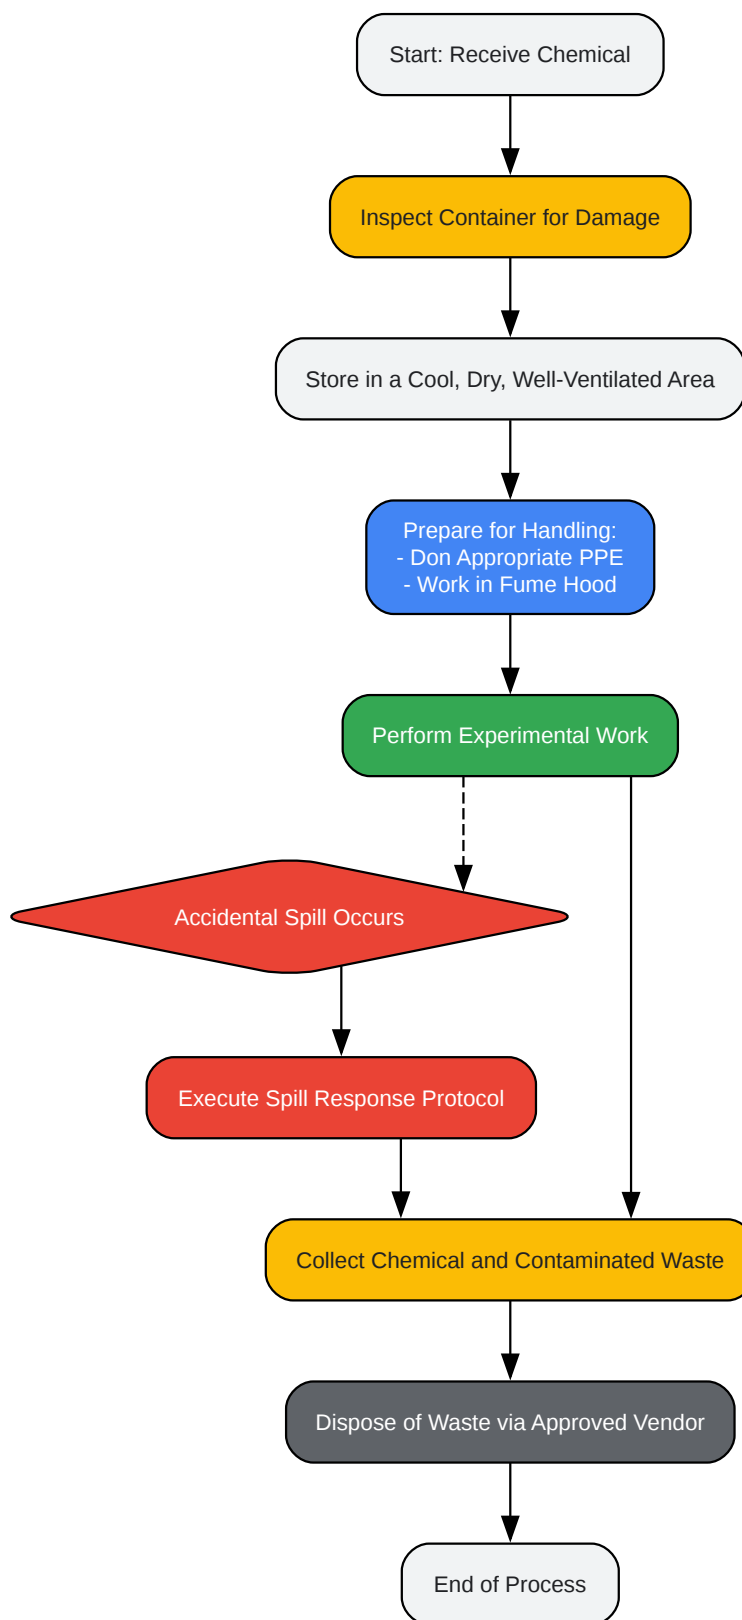 Start: Receive Chemical
Inspect Container for Damage
Store in a Cool, Dry, Well-Ventilated Area
Prepare for Handling:
- Don Appropriate PPE
- Work in Fume Hood
Perform Experimental Work
Accidental Spill Occurs
Execute Spill Response Protocol
Collect Chemical and Contaminated Waste
Dispose of Waste via Approved Vendor
End of Process